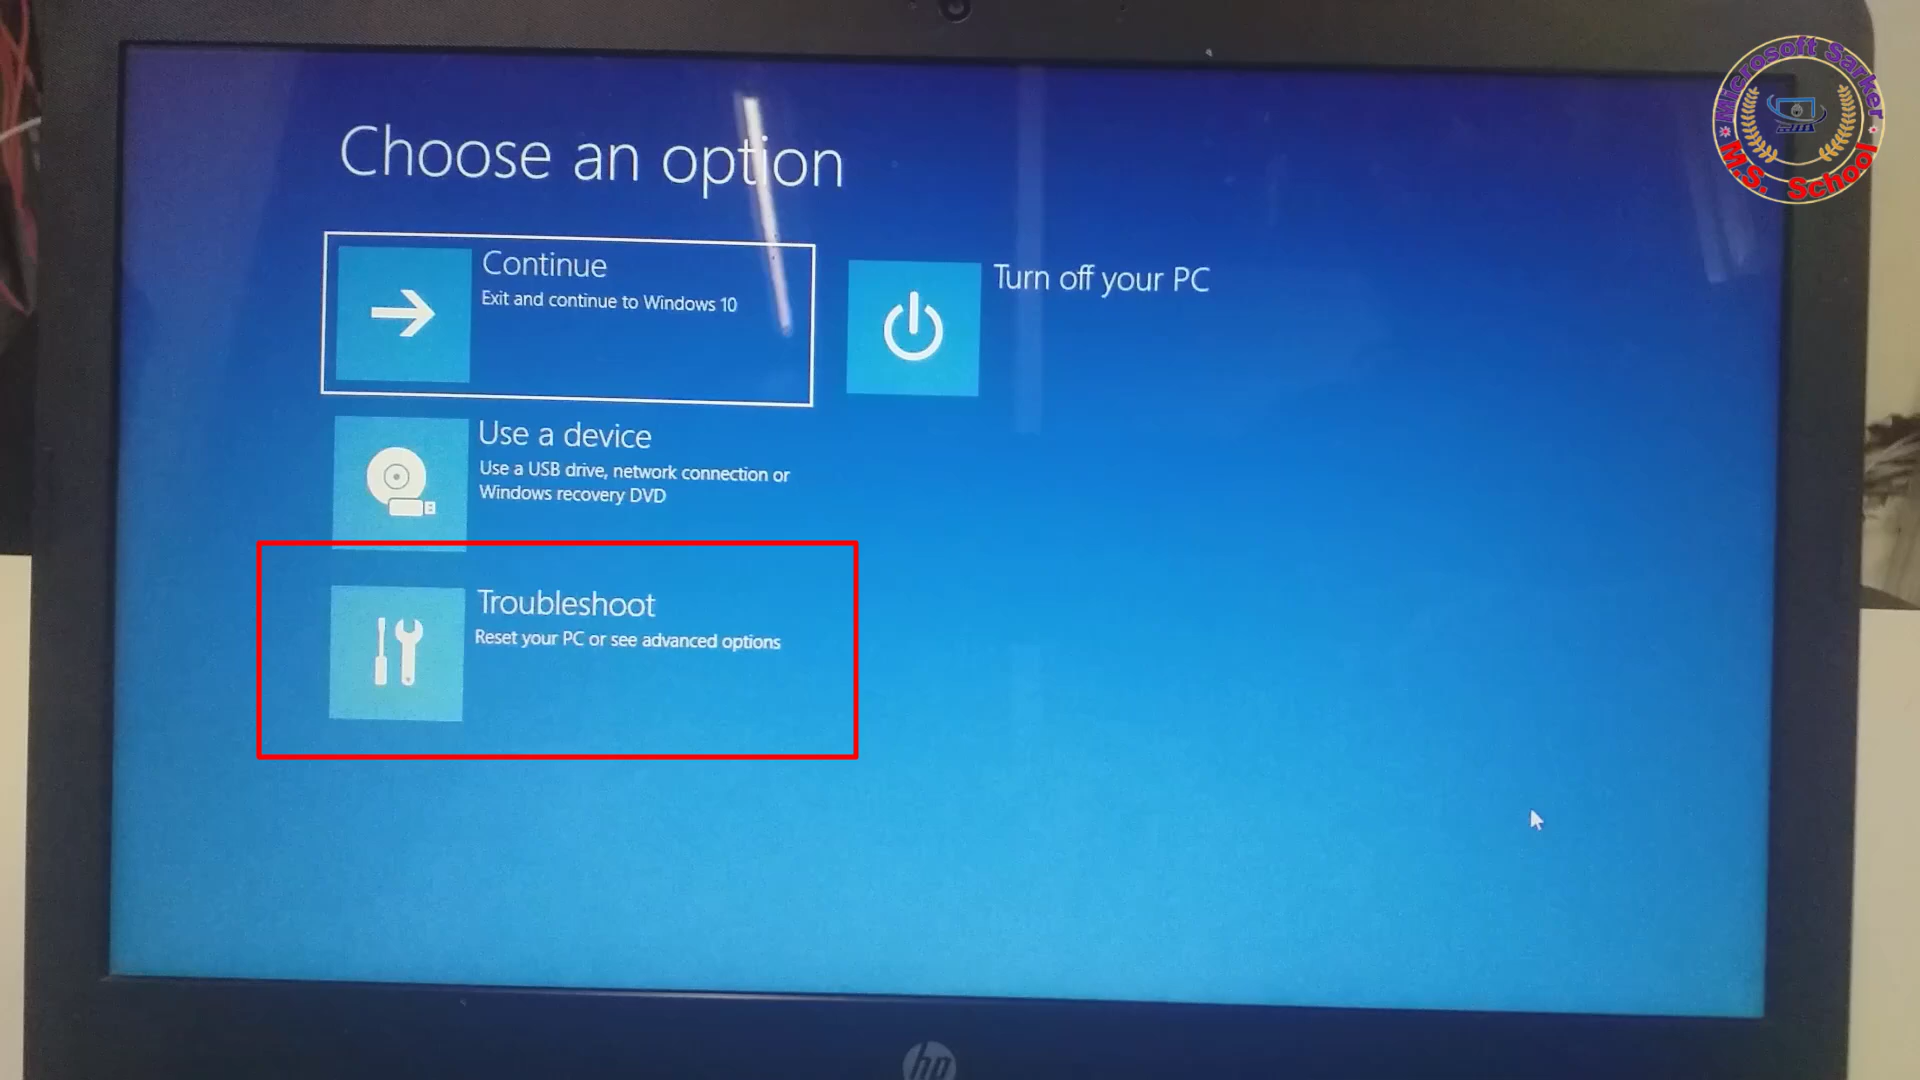 Microsoft Sarker
M.S. School
Choose an option
Continue
Exit and continue to Windows 10
Turn off your PC
Use a device
Use a USB drive, network connection or
Windows recovery DVD
Troubleshoot
Reset your PC or see advanced options
hp